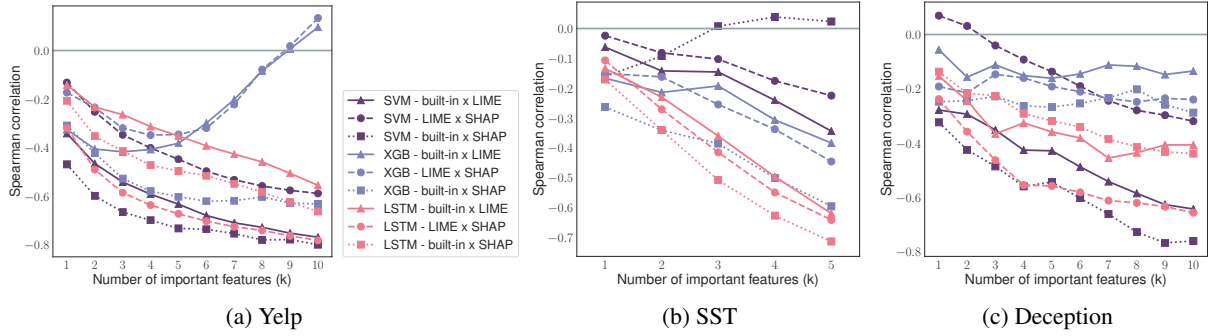 Spearman correlation
0.0
−0.2
−0.4
−0.6
−0.8
1 2 3 4 5 6 7 8 9 10
Number of important features (k)
(a) Yelp
SVM - built-in x LIME
SVM - LIME x SHAP
SVM - built-in x SHAP
XGB - built-in x LIME
XGB - LIME x SHAP
XGB - built-in x SHAP
LSTM - built-in x LIME
LSTM - LIME x SHAP
LSTM - built-in x SHAP
Spearman correlation
0.0
−0.1
−0.2
−0.3
−0.4
−0.5
−0.6
−0.7
1 2 3 4 5
Number of important features (k)
(b) SST
Spearman correlation
0.0
−0.2
−0.4
−0.6
−0.8
1 2 3 4 5 6 7 8 9 10
Number of important features (k)
(c) Deception